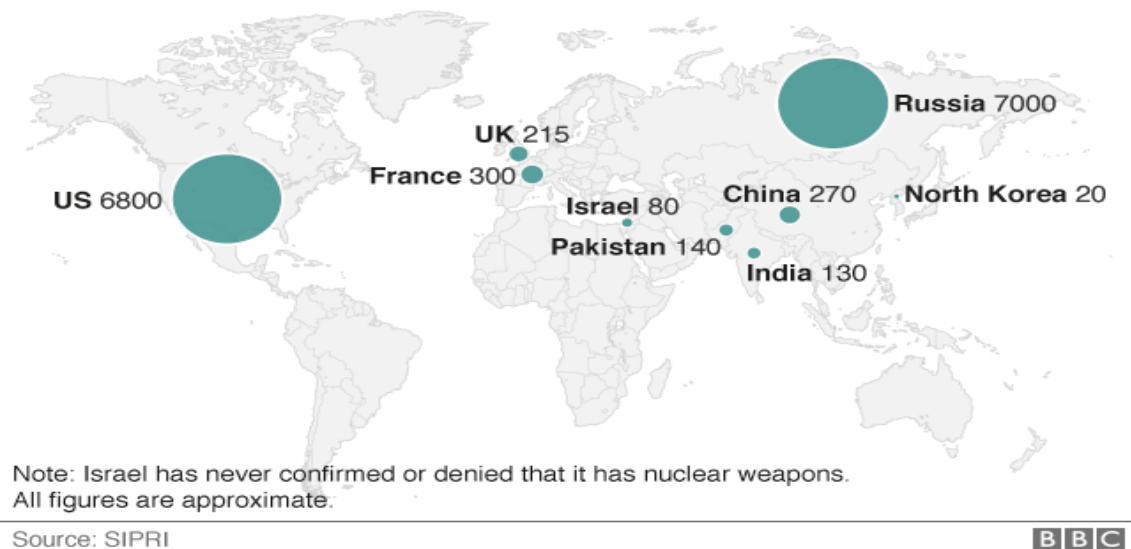 Russia 7000
UK 215
France 300
US 6800
Israel 80
China 270
North Korea 20
Pakistan 140
India 130
Note: Israel has never confirmed or denied that it has nuclear weapons.
All figures are approximate.
Source: SIPRI
BBC